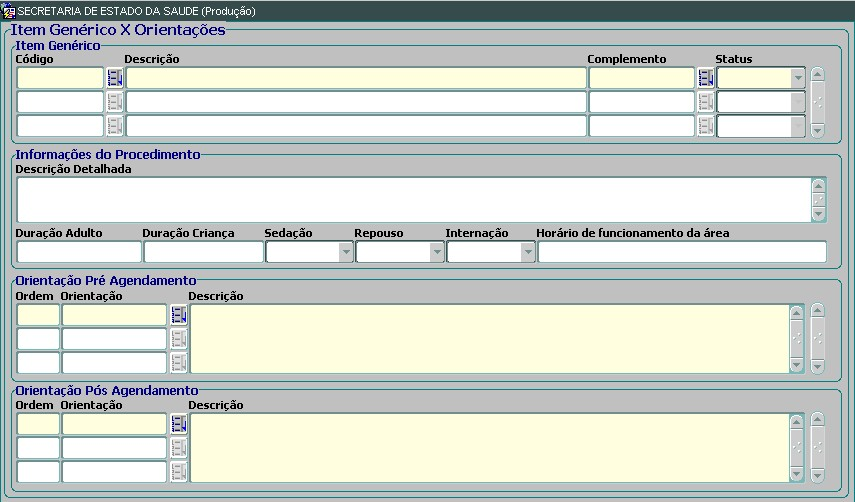 SECRETARIA DE ESTADO DA SAUDE (Produção)
Item Genérico X Orientações
Item Genérico
Código Descrição Complemento Status
Informações do Procedimento
Descrição Detalhada
Duração Adulto Duração Criança Sedação Repouso Internação Horário de funcionamento da área
Orientação Pré Agendamento
Ordem Orientação Descrição
Orientação Pós Agendamento
Ordem Orientação Descrição